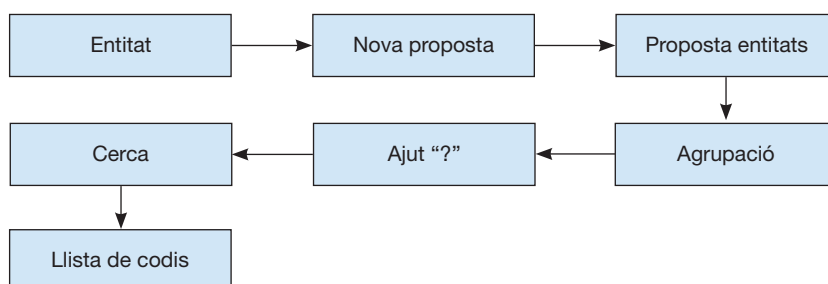 Entitat
Nova proposta
Proposta entitats
Agrupació
Ajut “?”
Cerca
Llista de codis